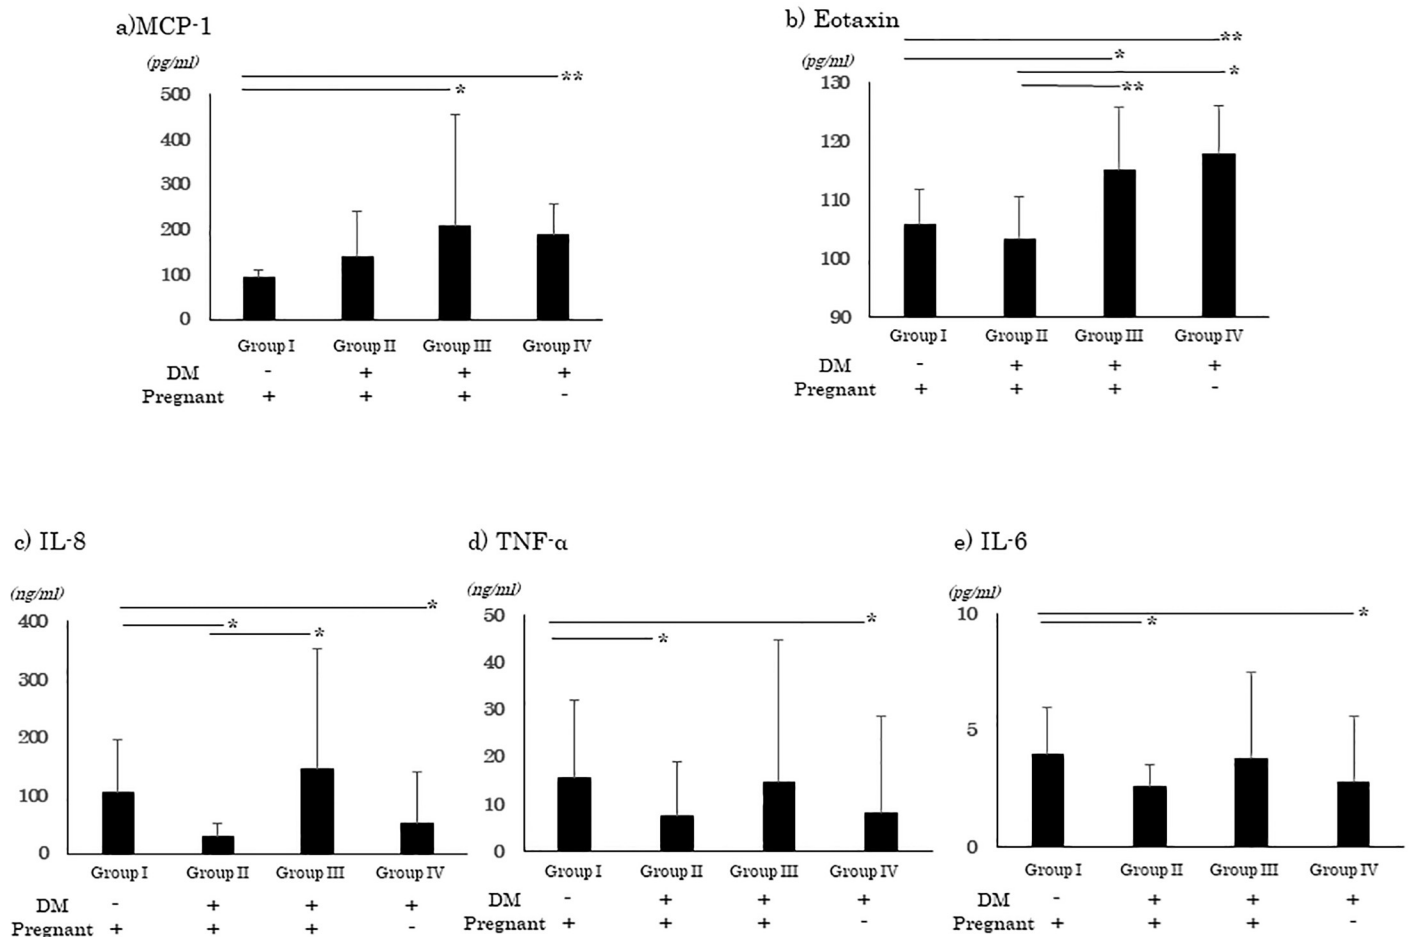 a)MCP-1
(pg/ml)
**
*
500
400
300
200
100
0
Group I Group II Group III Group IV
DM - + + +
Pregnant + + + -
b) Eotaxin
**
*
(pg/ml)
*
**
130
120
110
100
90
Group I Group II Group III Group IV
DM - + + +
Pregnant + + + -
c) IL-8
(ng/ml)
*
*
*
400
300
200
100
0
Group I Group II Group III Group IV
DM - + + +
Pregnant + + + -
d) TNF-α
(ng/ml)
*
*
50
40
30
20
10
0
Group I Group II Group III Group IV
DM - + + +
Pregnant + + + -
e) IL-6
(pg/ml)
*
*
10
5
0
Group I Group II Group III Group IV
DM - + + +
Pregnant + + + -